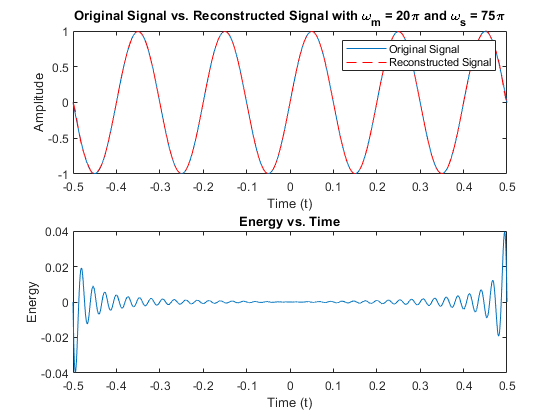 Original Signal vs. Reconstructed Signal with ωm = 20π and ωs = 75π
1
0.5
0
-0.5
-1
Amplitude
Original Signal
Reconstructed Signal
-0.5 -0.4 -0.3 -0.2 -0.1 0 0.1 0.2 0.3 0.4 0.5
Time (t)
Energy vs. Time
0.04
0.02
0
-0.02
-0.04
Energy
-0.5 -0.4 -0.3 -0.2 -0.1 0 0.1 0.2 0.3 0.4 0.5
Time (t)